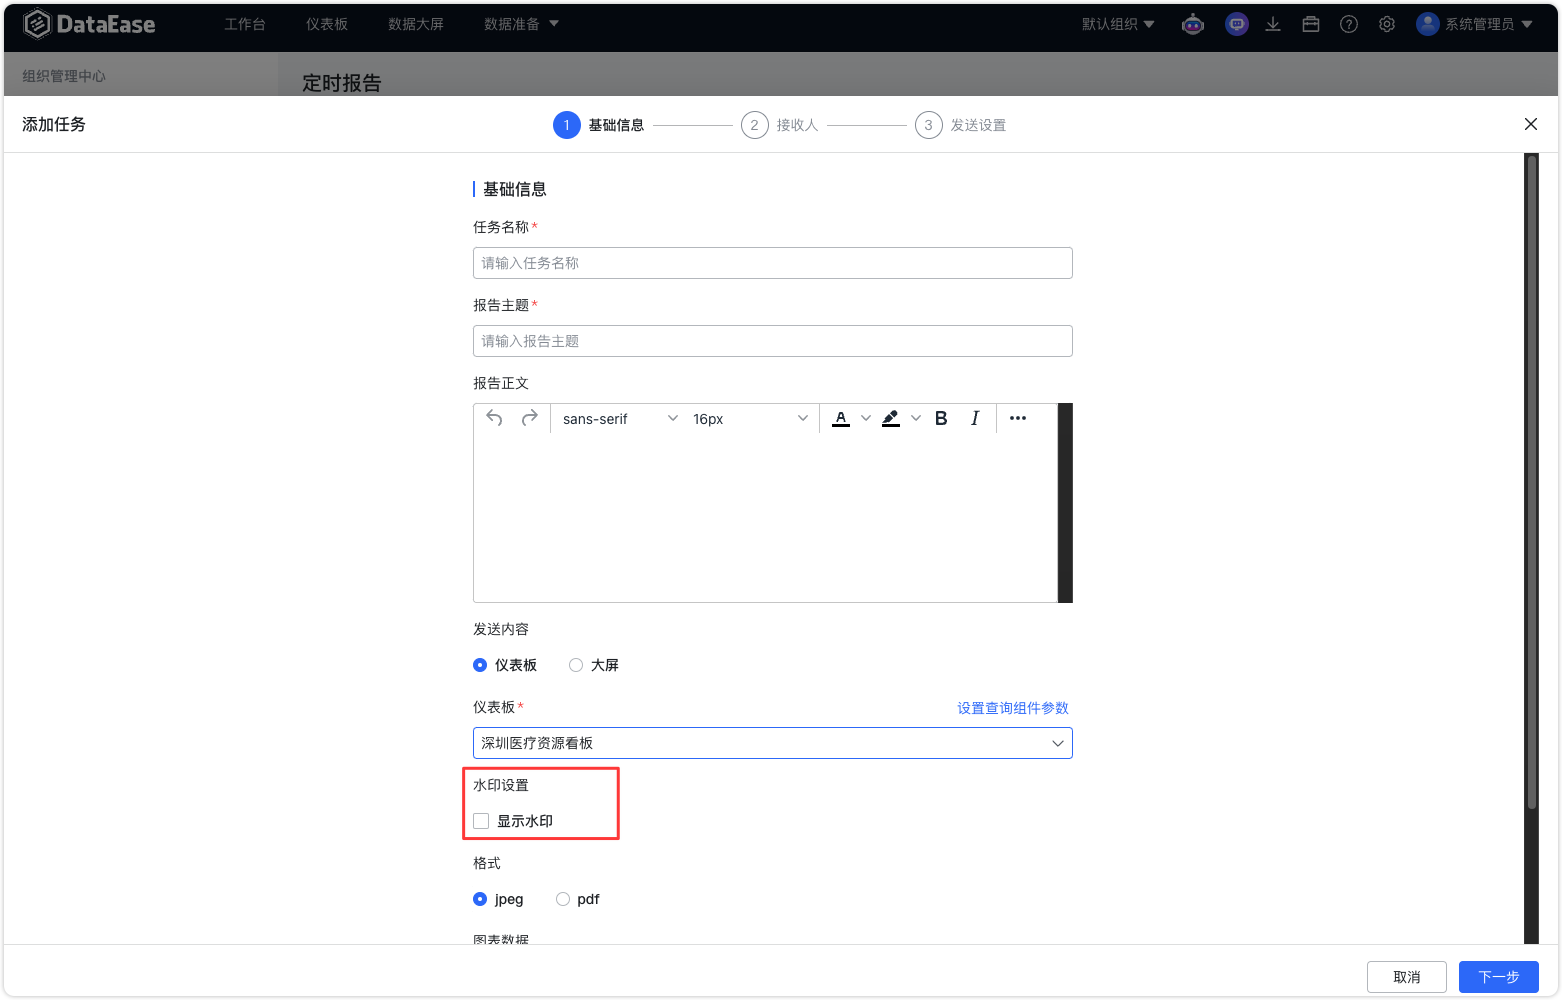 DataEase 工作台 仪表板 数据大屏 数据准备 默认组织 系统管理员
组织管理中心
定时报告
添加任务
1 基础信息 2 接收人 3 发送设置
基础信息
任务名称*
请输入任务名称
报告主题*
请输入报告主题
报告正文
sans-serif 16px A B I
发送内容
仪表板 大屏
仪表板* 设置查询组件参数
深圳医疗资源看板
水印设置
显示水印
格式
jpeg pdf
图表数据
取消 下一步